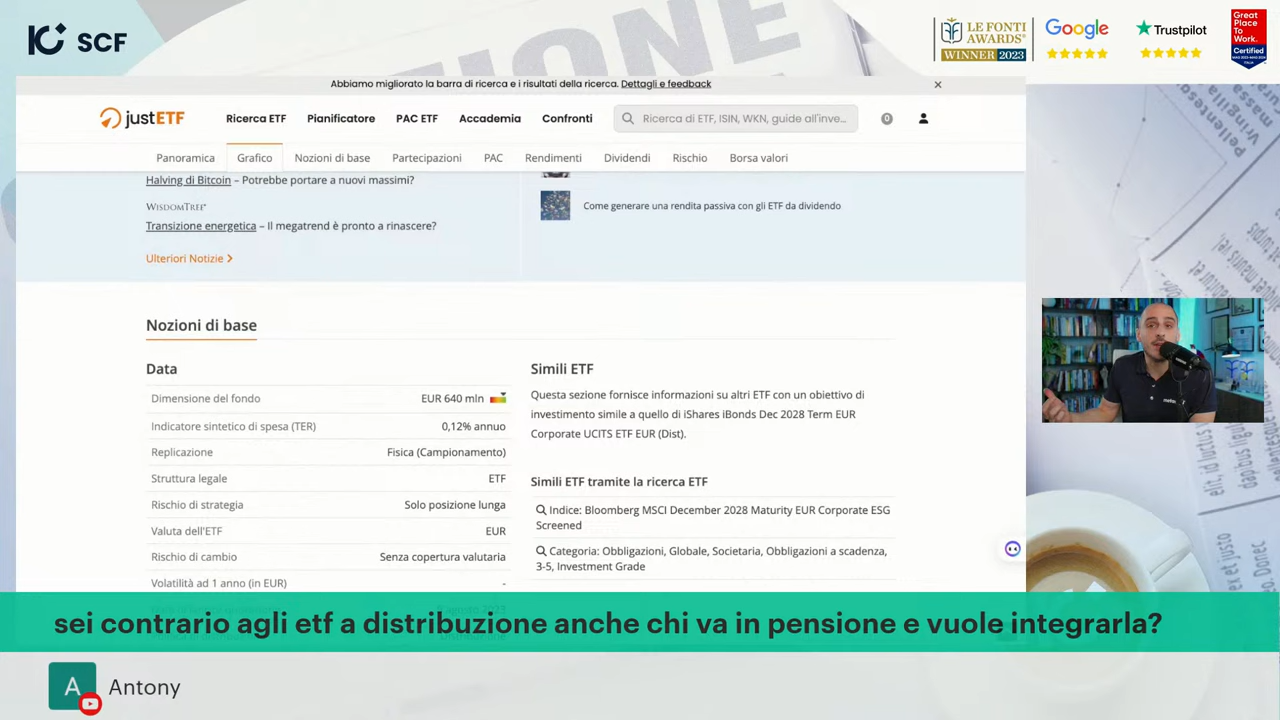 SCF
LE FONTI
AWARDS®
WINNER 2023
Google
Trustpilot
Great
Place
To
Work.
Certified
ITALIA
Abbiamo migliorato la barra di ricerca e i risultati della ricerca. Dettagli e feedback
justETF
Ricerca ETF Pianificatore PAC ETF Accademia Confronti
Ricerca di ETF, ISIN, WKN, guide all'inve...
0
Panoramica Grafico Nozioni di base Partecipazioni PAC Rendimenti Dividendi Rischio Borsa valori
Halving di Bitcoin – Potrebbe portare a nuovi massimi?
WISDOMTREE®
Transizione energetica – Il megatrend è pronto a rinascere?
Ulteriori Notizie
Come generare una rendita passiva con gli ETF da dividendo
Nozioni di base
Data
Dimensione del fondo EUR 640 mln
Indicatore sintetico di spesa (TER) 0,12% annuo
Replicazione Fisica (Campionamento)
Struttura legale ETF
Rischio di strategia Solo posizione lunga
Valuta dell'ETF EUR
Rischio di cambio Senza copertura valutaria
Volatilità ad 1 anno (in EUR) -
Simili ETF
Questa sezione fornisce informazioni su altri ETF con un obiettivo di
investimento simile a quello di iShares iBonds Dec 2028 Term EUR
Corporate UCITS ETF EUR (Dist).
Simili ETF tramite la ricerca ETF
Indice: Bloomberg MSCI December 2028 Maturity EUR Corporate ESG
Screened
Categoria: Obbligazioni, Globale, Societaria, Obbligazioni a scadenza,
3-5, Investment Grade
sei contrario agli etf a distribuzione anche chi va in pensione e vuole integrarla?
A
Antony